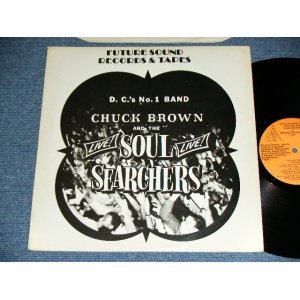 FUTURE SOUND
RECORDS & TAPES
D. C.'s No. 1 BAND
CHUCK BROWN
AND THE
LIVE! SOUL LIVE!
SEARCHERS